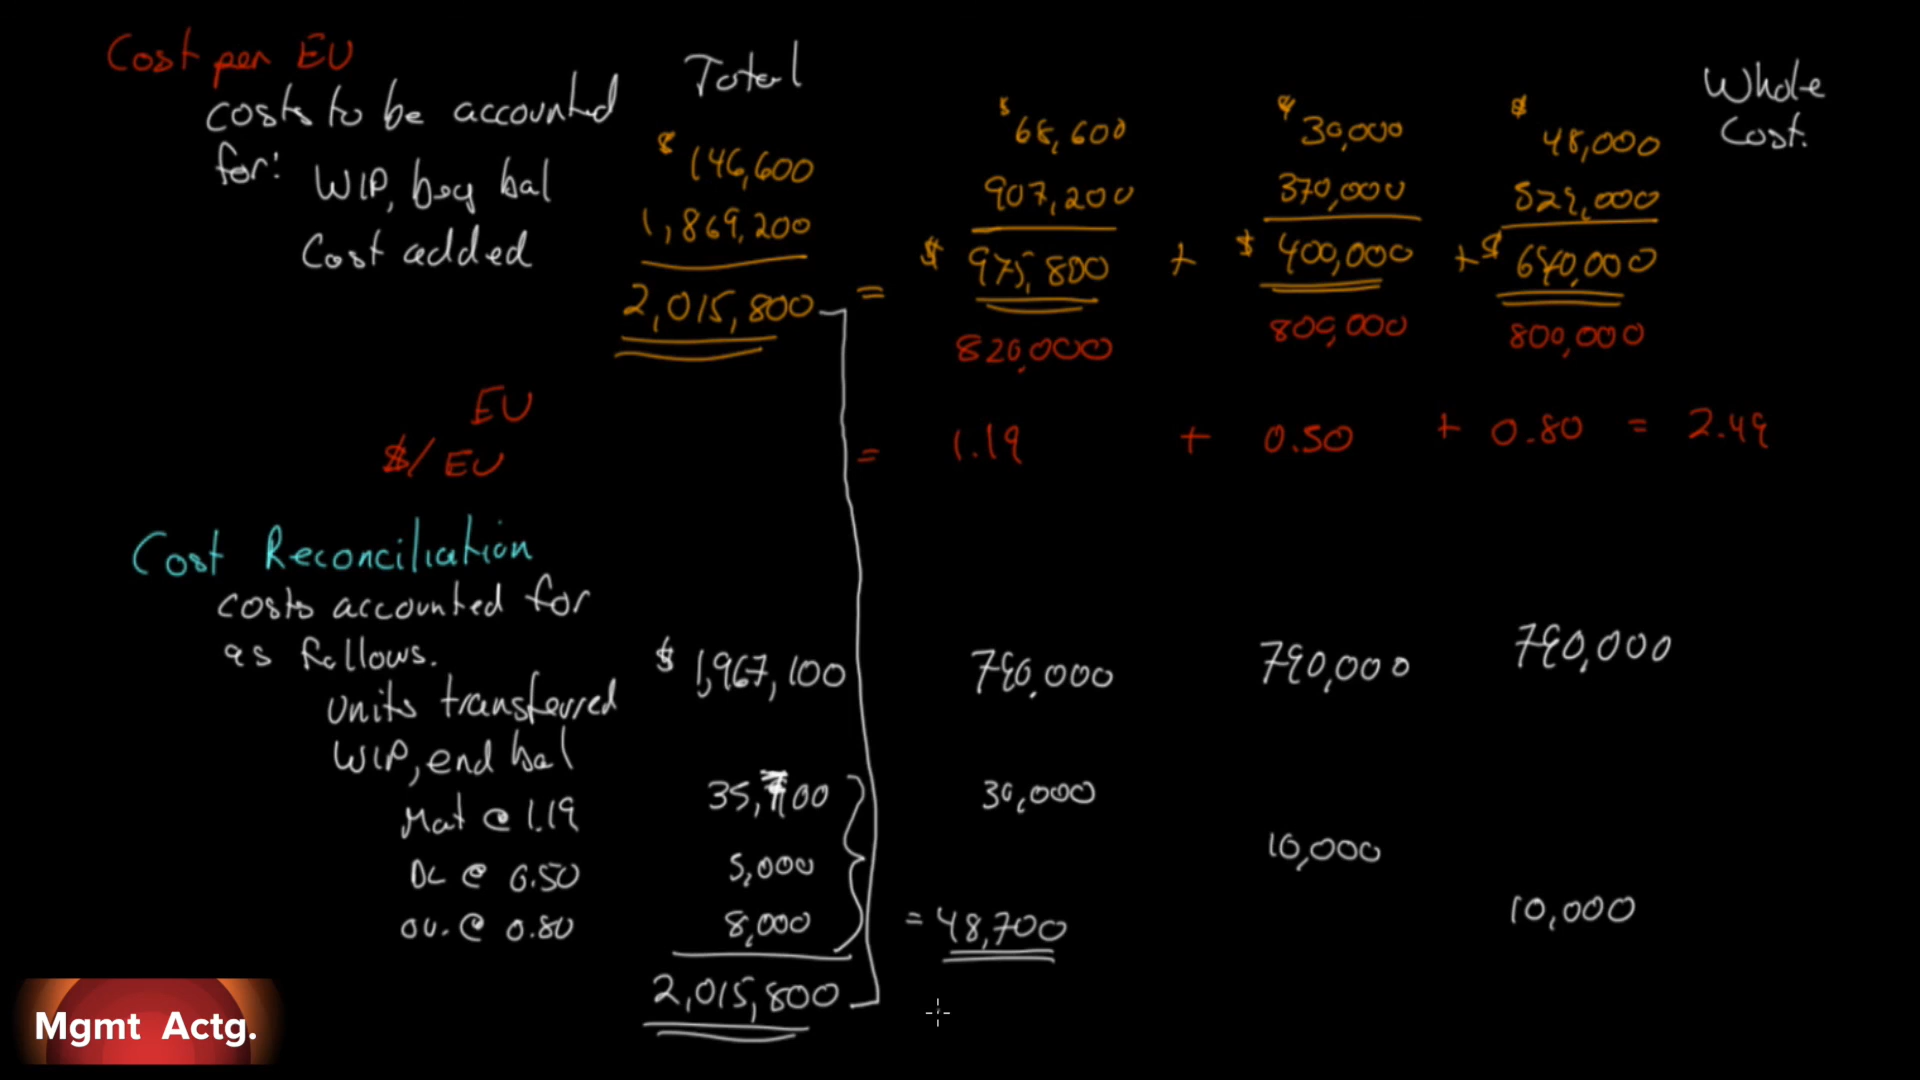 Cost per EU
Total
Whole Cost.
costs to be accounted
for: WIP, beg bal $ 146,600 $ 68,600 $ 30,000 $ 48,000
Cost added 1,869,200 907,200 370,000 592,000
2,015,800 = $ 975,800 + $ 400,000 + $ 640,000
EU 820,000 800,000 800,000
$/EU = 1.19 + 0.50 + 0.80 = 2.49
Cost Reconciliation
costs accounted for
as follows.
units transferred $ 1,967,100 790,000 790,000 790,000
WIP, end bal
Mat @ 1.19 35,700 30,000
DL @ 0.50 5,000 10,000
OV. @ 0.80 8,000 = 48,700 10,000
2,015,800
Mgmt Actg.